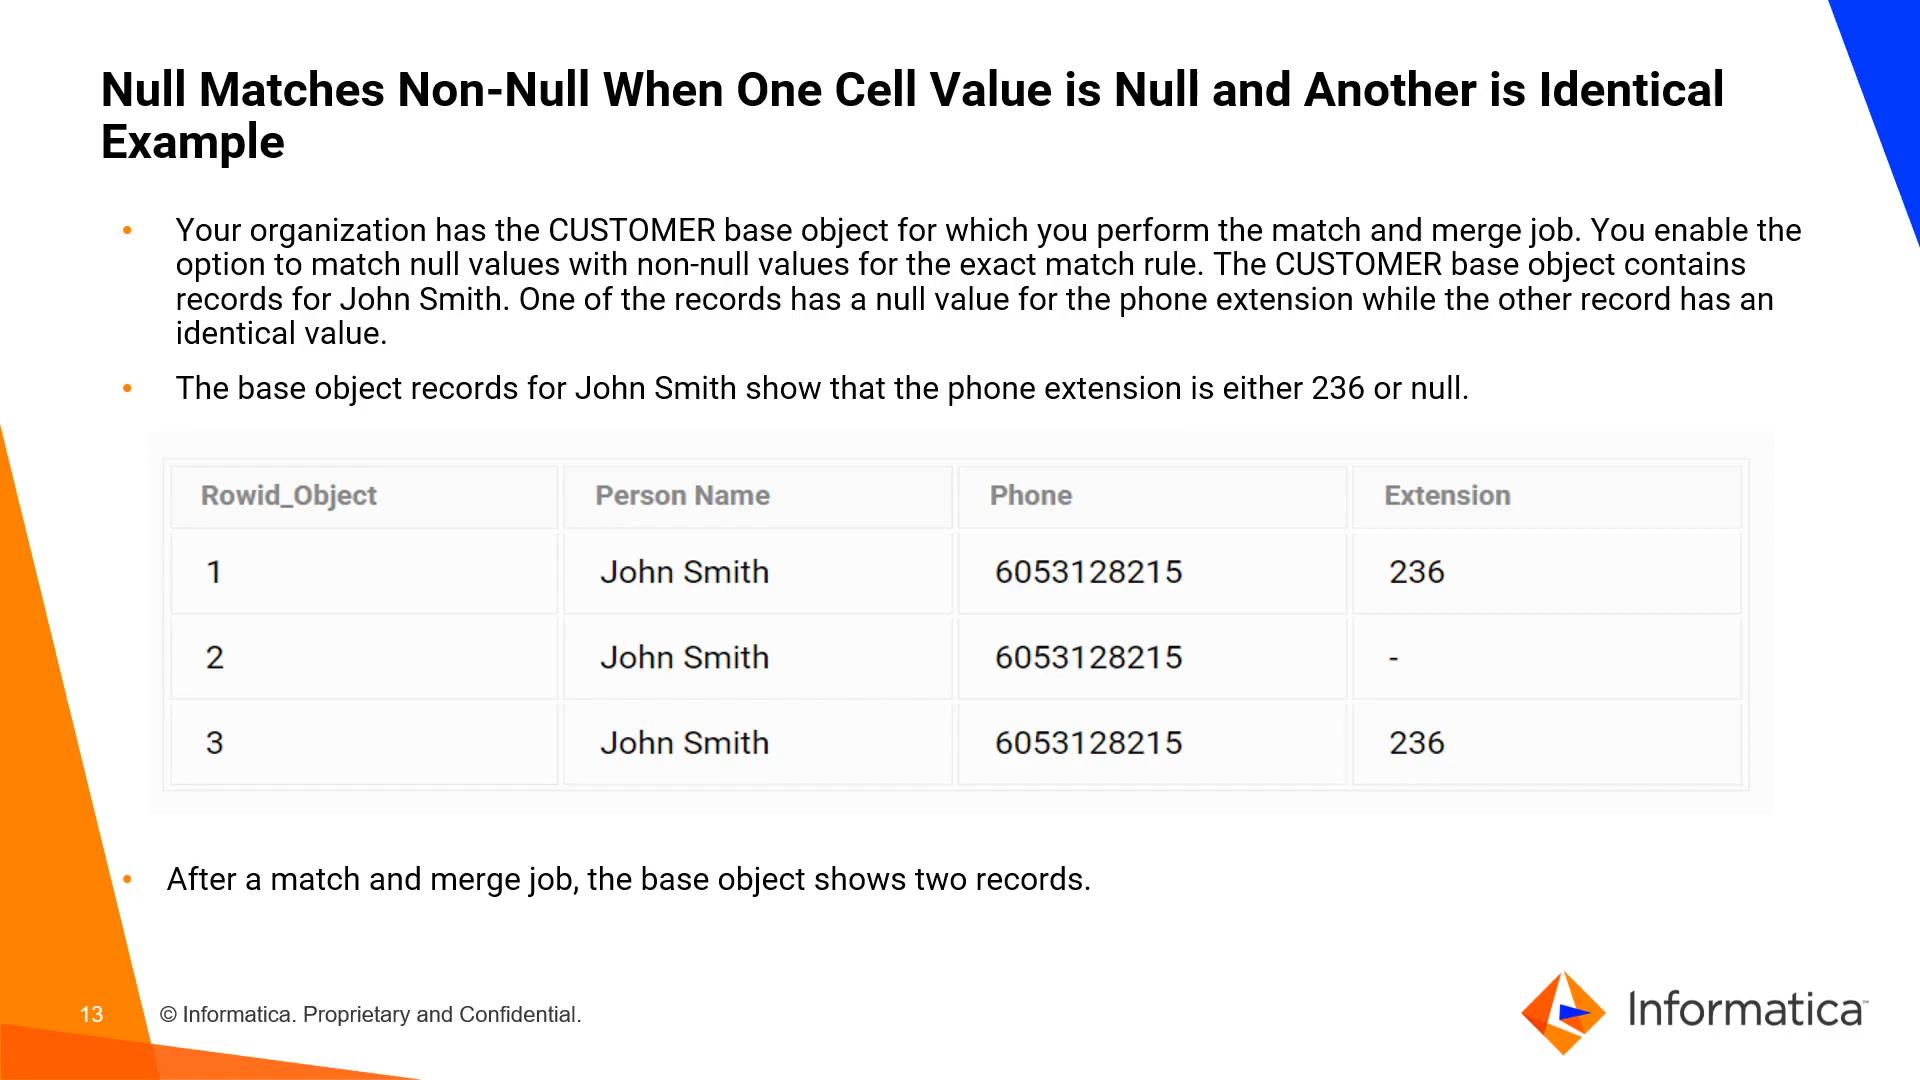 Null Matches Non-Null When One Cell Value is Null and Another is Identical
Example
• Your organization has the CUSTOMER base object for which you perform the match and merge job. You enable the
option to match null values with non-null values for the exact match rule. The CUSTOMER base object contains
records for John Smith. One of the records has a null value for the phone extension while the other record has an
identical value.
• The base object records for John Smith show that the phone extension is either 236 or null.
Rowid_Object Person Name Phone Extension
1 John Smith 6053128215 236
2 John Smith 6053128215 -
3 John Smith 6053128215 236
• After a match and merge job, the base object shows two records.
13 © Informatica. Proprietary and Confidential.
Informatica™